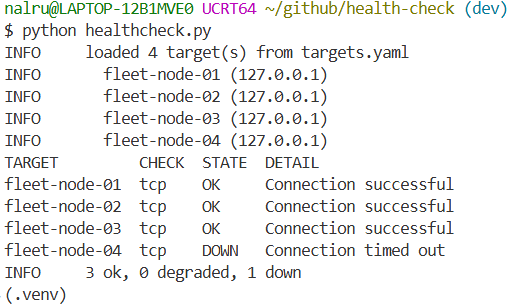 nalru@LAPTOP-12B1MVE0 UCRT64 ~/github/health-check (dev)
$ python healthcheck.py
INFO     loaded 4 target(s) from targets.yaml
INFO       fleet-node-01 (127.0.0.1)
INFO       fleet-node-02 (127.0.0.1)
INFO       fleet-node-03 (127.0.0.1)
INFO       fleet-node-04 (127.0.0.1)
TARGET         CHECK  STATE  DETAIL
fleet-node-01  tcp    OK     Connection successful
fleet-node-02  tcp    OK     Connection successful
fleet-node-03  tcp    OK     Connection successful
fleet-node-04  tcp    DOWN   Connection timed out
INFO     3 ok, 0 degraded, 1 down
(.venv)